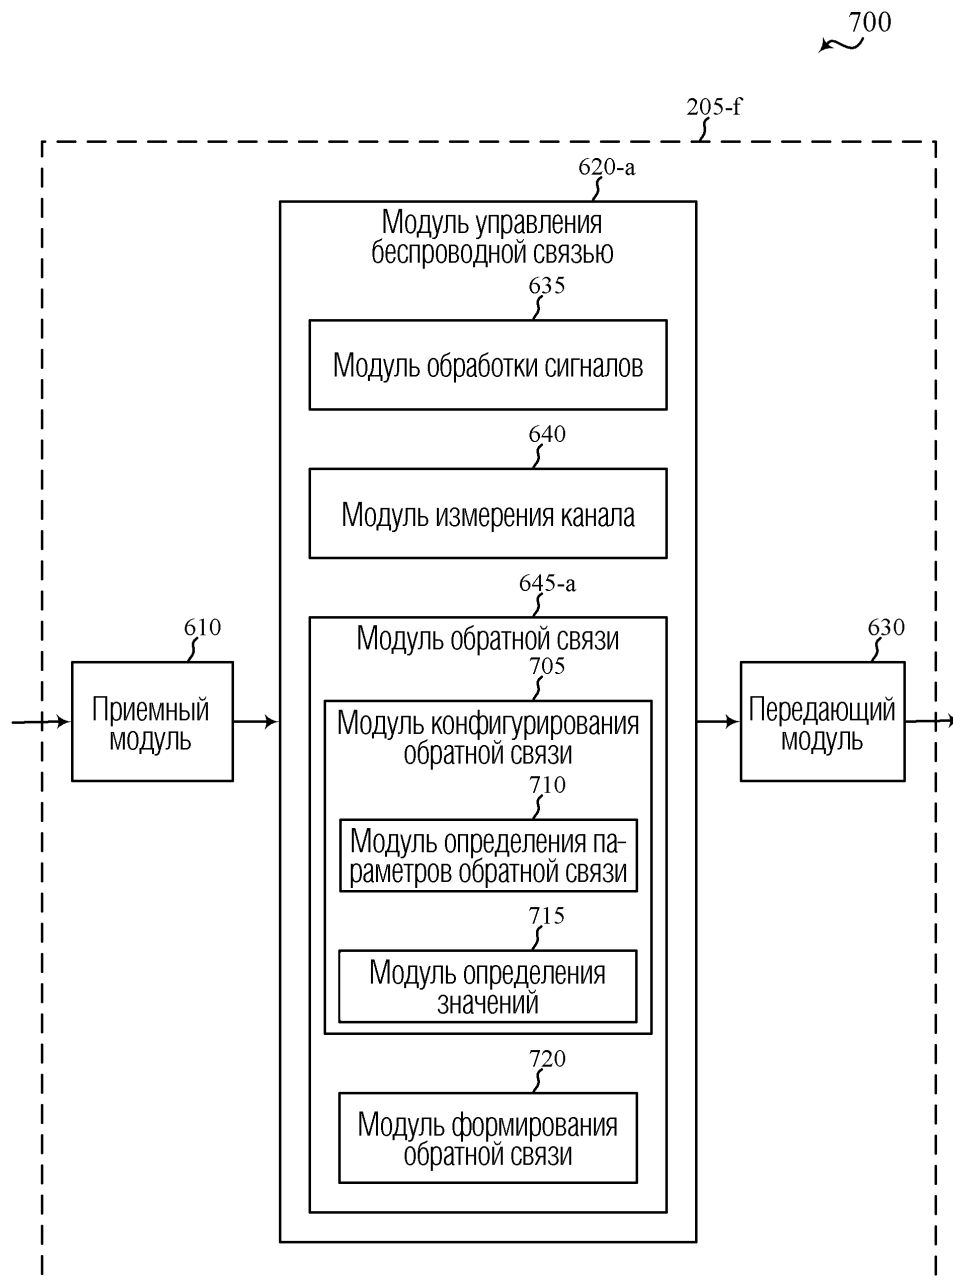 700
205-f
620-a
Модуль управления
беспроводной связью
635
Модуль обработки сигналов
640
Модуль измерения канала
645-a
Модуль обратной связи
610
Приемный
модуль
630
Передающий
модуль
705
Модуль конфигурирования
обратной связи
710
Модуль определения па-
раметров обратной связи
715
Модуль определения
значений
720
Модуль формирования
обратной связи